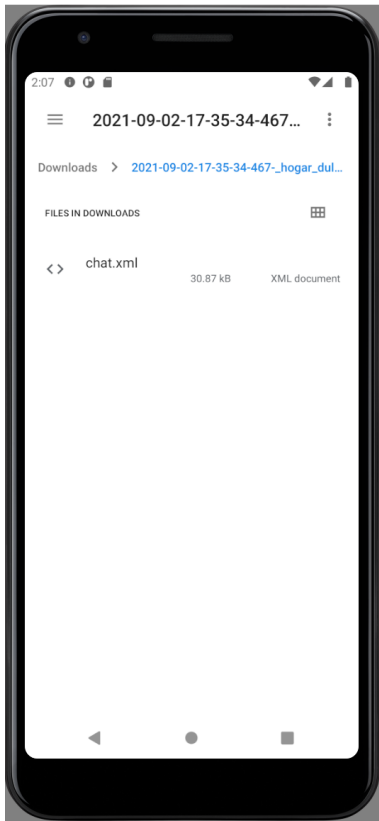 2:07
2021-09-02-17-35-34-467...
Downloads > 2021-09-02-17-35-34-467-_hogar_dul...
FILES IN DOWNLOADS
<> chat.xml
30.87 kB XML document